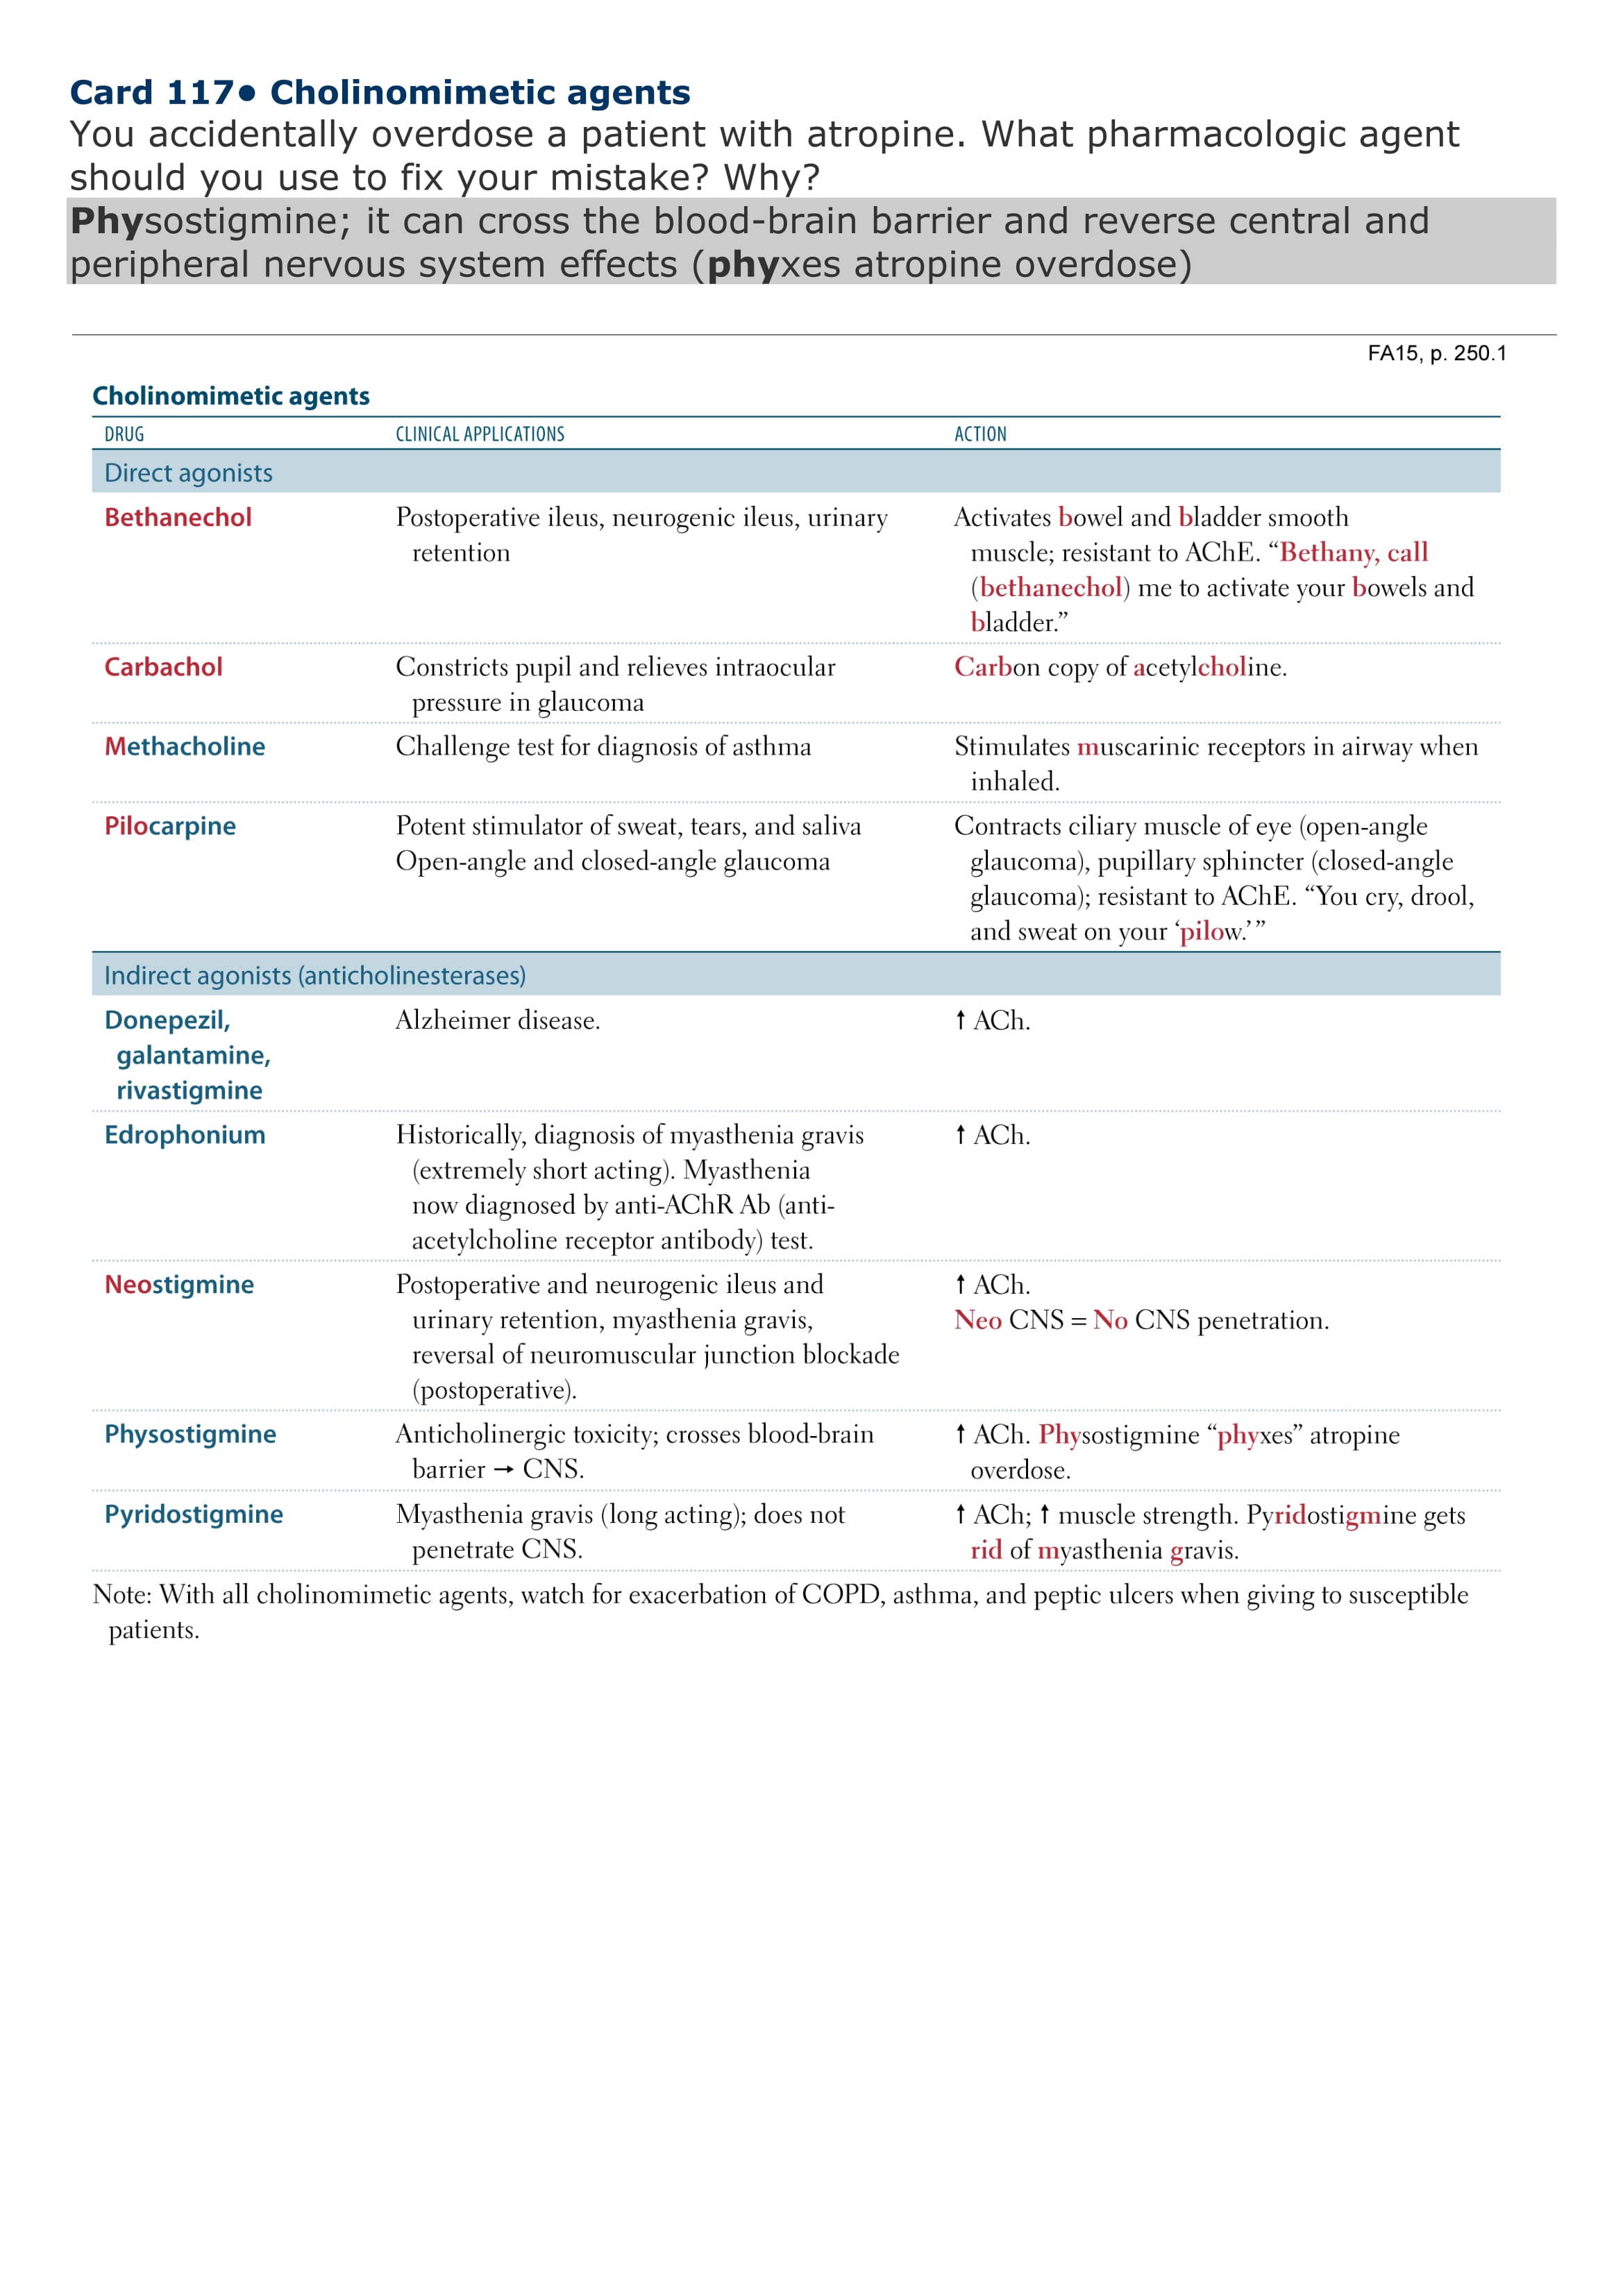 Card 117• Cholinomimetic agents
You accidentally overdose a patient with atropine. What pharmacologic agent
should you use to fix your mistake? Why?
Physostigmine; it can cross the blood-brain barrier and reverse central and
peripheral nervous system effects (phyxes atropine overdose)
FA15, p. 250.1
Cholinomimetic agents
DRUG CLINICAL APPLICATIONS ACTION
Direct agonists
Bethanechol Postoperative ileus, neurogenic ileus, urinary Activates bowel and bladder smooth
retention muscle; resistant to AChE. “Bethany, call
(bethanechol) me to activate your bowels and
bladder.”
Carbachol Constricts pupil and relieves intraocular Carbon copy of acetylcholine.
pressure in glaucoma
Methacholine Challenge test for diagnosis of asthma Stimulates muscarinic receptors in airway when
inhaled.
Pilocarpine Potent stimulator of sweat, tears, and saliva Contracts ciliary muscle of eye (open-angle
Open-angle and closed-angle glaucoma glaucoma), pupillary sphincter (closed-angle
glaucoma); resistant to AChE. “You cry, drool,
and sweat on your ‘pilow.’”
Indirect agonists (anticholinesterases)
Donepezil, Alzheimer disease. ↑ ACh.
galantamine,
rivastigmine
Edrophonium Historically, diagnosis of myasthenia gravis ↑ ACh.
(extremely short acting). Myasthenia
now diagnosed by anti-AChR Ab (anti-
acetylcholine receptor antibody) test.
Neostigmine Postoperative and neurogenic ileus and ↑ ACh.
urinary retention, myasthenia gravis, Neo CNS = No CNS penetration.
reversal of neuromuscular junction blockade
(postoperative).
Physostigmine Anticholinergic toxicity; crosses blood-brain ↑ ACh. Physostigmine “phyxes” atropine
barrier → CNS. overdose.
Pyridostigmine Myasthenia gravis (long acting); does not ↑ ACh; ↑ muscle strength. Pyridostigmine gets
penetrate CNS. rid of myasthenia gravis.
Note: With all cholinomimetic agents, watch for exacerbation of COPD, asthma, and peptic ulcers when giving to susceptible
patients.